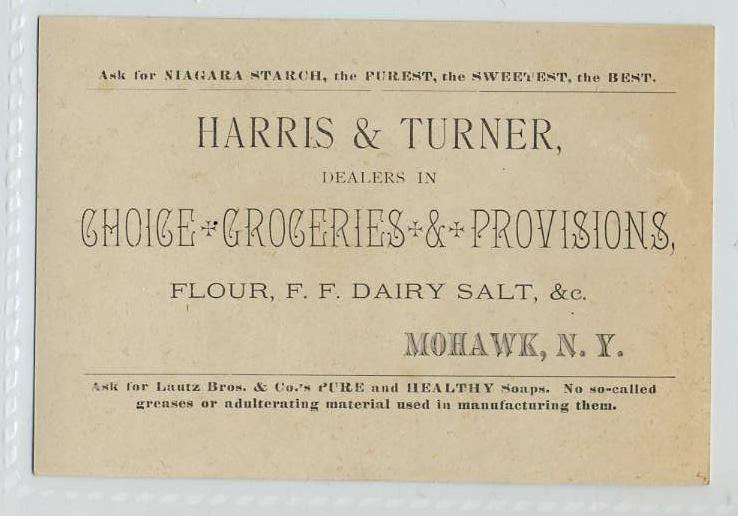 Ask for NIAGARA STARCH, the PUREST, the SWEETEST, the BEST.
HARRIS & TURNER,
DEALERS IN
CHOICE + GROCERIES + & + PROVISIONS,
FLOUR, F. F. DAIRY SALT, &c.
MOHAWK, N. Y.
Ask for Lautz Bros. & Co.'s PURE and HEALTHY Soaps. No so-called
greases or adulterating material used in manufacturing them.